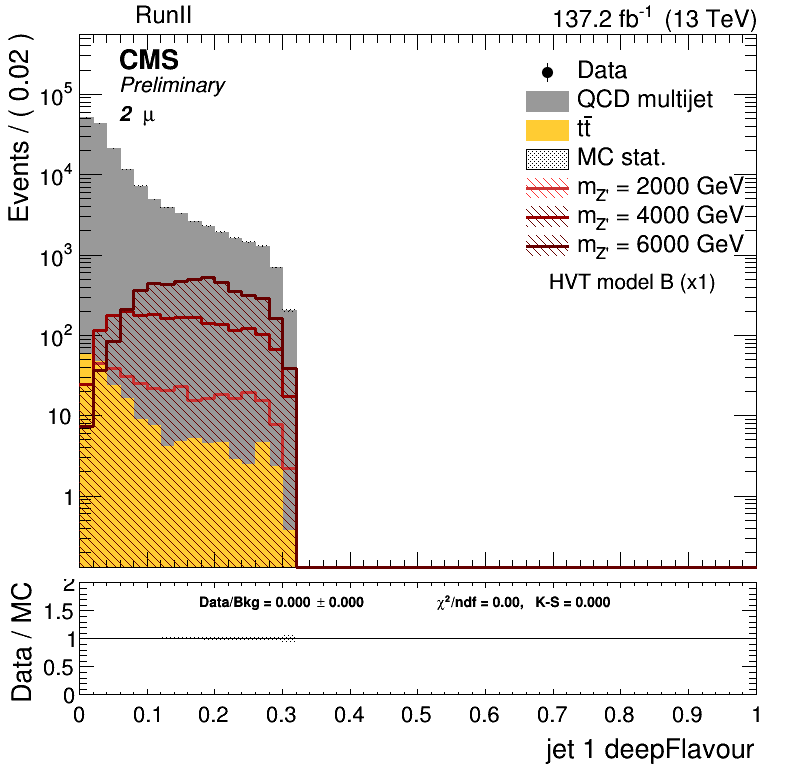 RunII
137.2 fb⁻¹ (13 TeV)
CMS
Preliminary
2 μ
Data
QCD multijet
tt̄
MC stat.
m_Z' = 2000 GeV
m_Z' = 4000 GeV
m_Z' = 6000 GeV
HVT model B (x1)
Events / ( 0.02 )
10⁵
10⁴
10³
10²
10
1
Data/Bkg = 0.000 ± 0.000
χ²/ndf = 0.00, K-S = 0.000
Data / MC
2
1.5
1
0.5
0
0 0.1 0.2 0.3 0.4 0.5 0.6 0.7 0.8 0.9 1
jet 1 deepFlavour